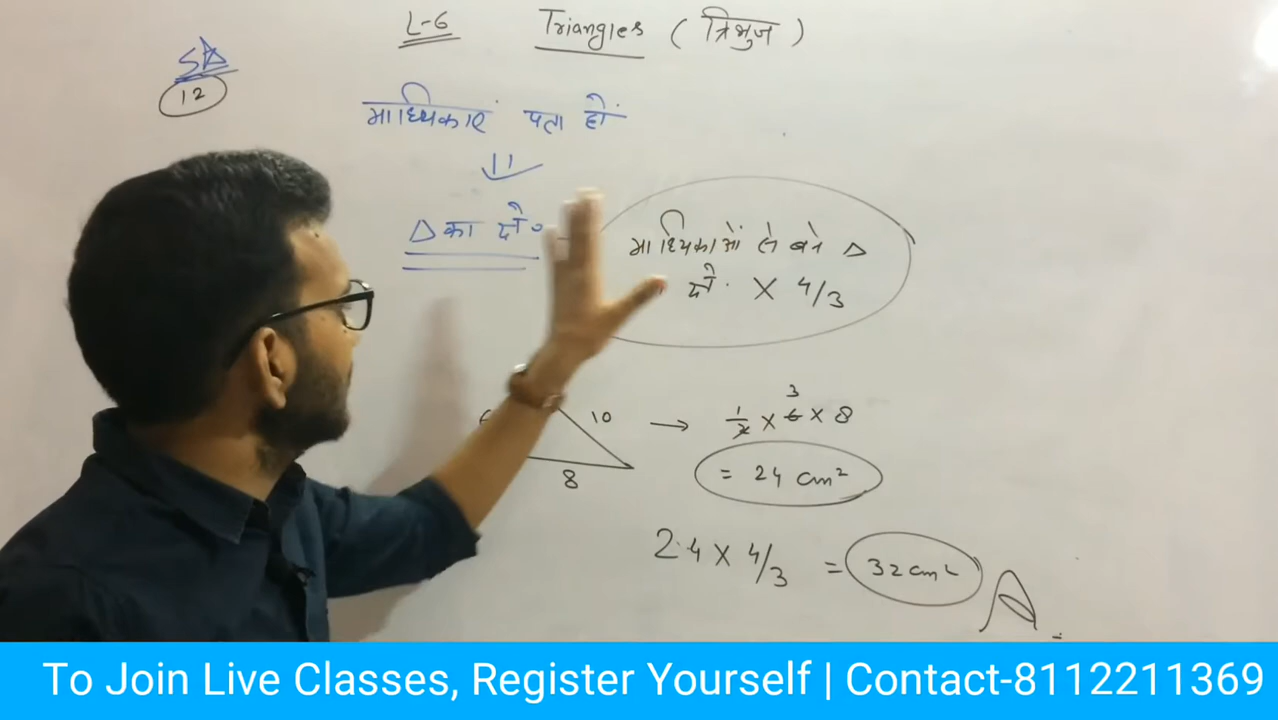 L-6 Triangles (त्रिभुज)
12
माध्यिकाएं पता हों
Δ का क्षे०
माध्यिकाओं से बने Δ
क्षे. × 4/3
10 → 1/2 × 6 × 8
3
8
= 24 cm²
24 × 4/3 = 32 cm²
To Join Live Classes, Register Yourself | Contact-8112211369